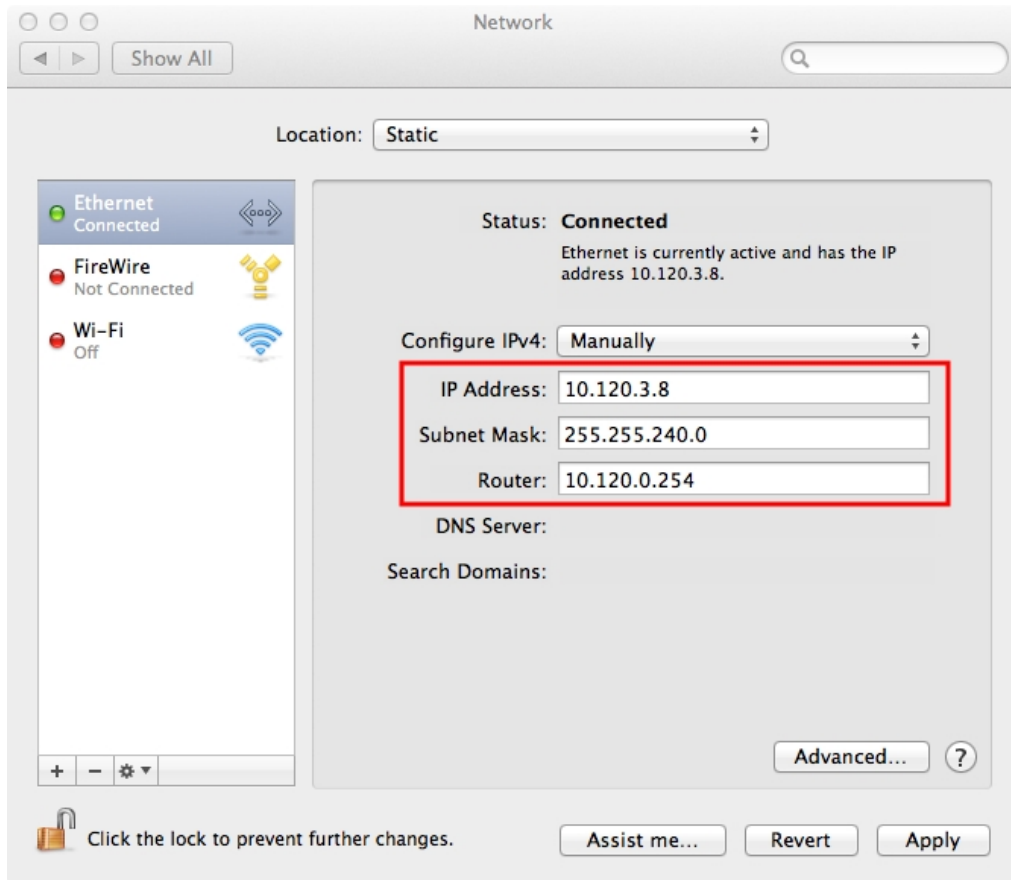 Network
Show All
Location: Static
Ethernet
Connected
FireWire
Not Connected
Wi-Fi
Off
Status: Connected
Ethernet is currently active and has the IP
address 10.120.3.8.
Configure IPv4: Manually
IP Address: 10.120.3.8
Subnet Mask: 255.255.240.0
Router: 10.120.0.254
DNS Server:
Search Domains:
Advanced...
?
Click the lock to prevent further changes.
Assist me...
Revert
Apply